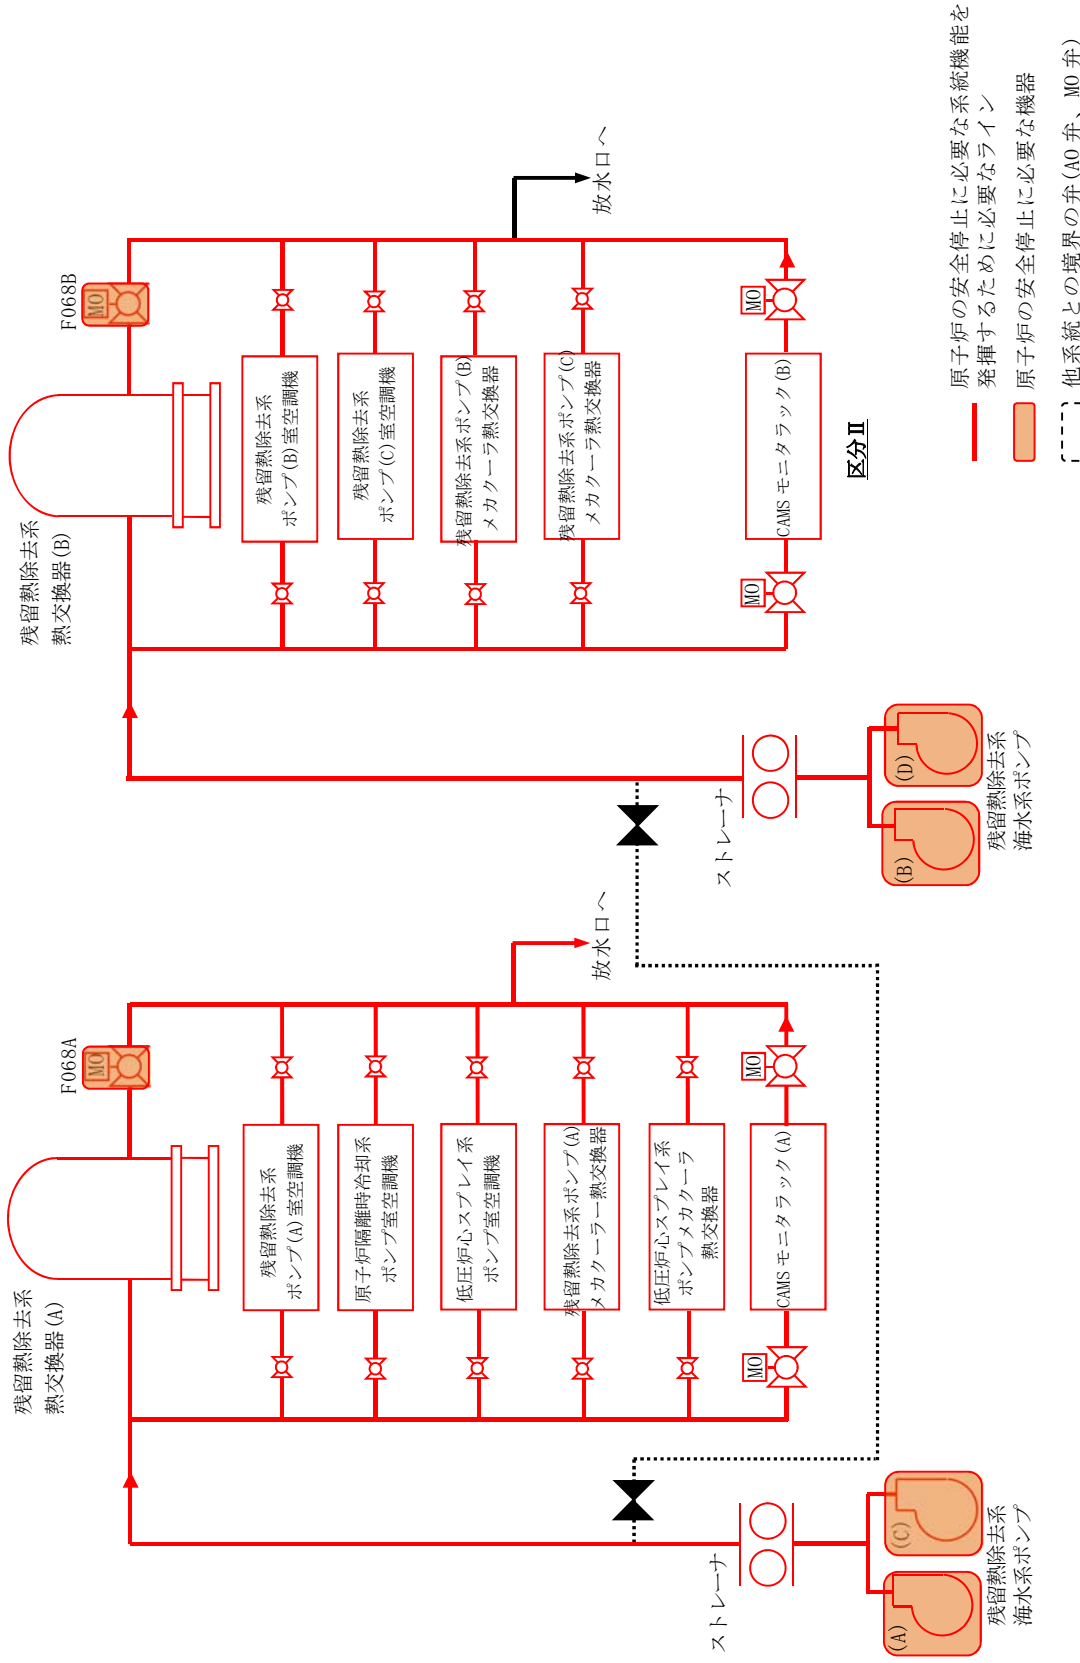 残留熱除去系
熱交換器(A)
F068A
MO
残留熱除去系
ポンプ(A)室空調機
原子炉隔離時冷却系
ポンプ室空調機
低圧炉心スプレイ系
ポンプ室空調機
残留熱除去系ポンプ(A)
メカクーラー熱交換器
低圧炉心スプレイ系
ポンプメカクーラ
熱交換器
MO
CAMSモニタラック(A)
MO
放水口へ
ストレーナ
(A)
(C)
残留熱除去系
海水系ポンプ
残留熱除去系
熱交換器(B)
F068B
MO
残留熱除去系
ポンプ(B)室空調機
残留熱除去系
ポンプ(C)室空調機
残留熱除去系ポンプ(B)
メカクーラ熱交換器
残留熱除去系ポンプ(C)
メカクーラ熱交換器
MO
CAMSモニタラック(B)
MO
放水口へ
ストレーナ
(B)
(D)
残留熱除去系
海水系ポンプ
区分Ⅱ
原子炉の安全停止に必要な系統機能を
発揮するために必要なライン
原子炉の安全停止に必要な機器
他系統との境界の弁(AO弁、MO弁)